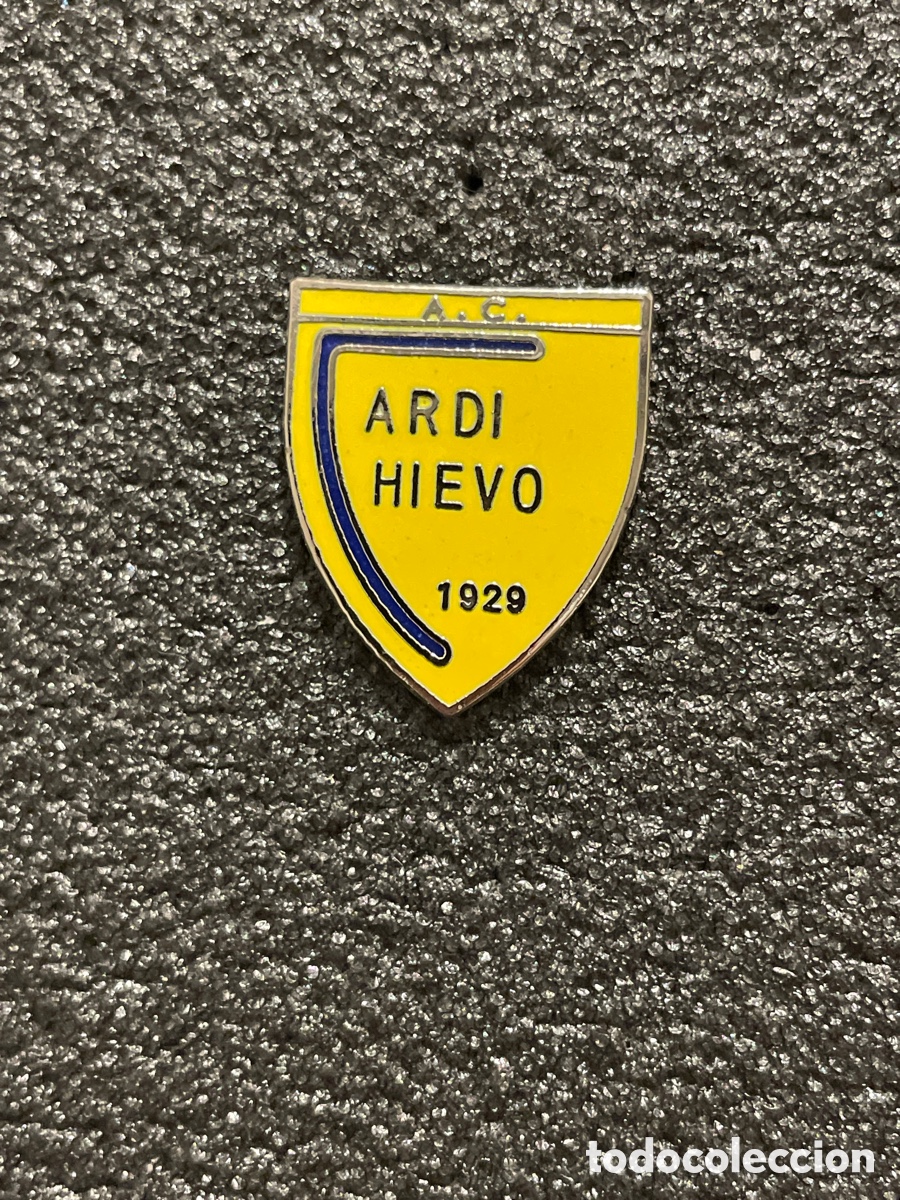 A.C.
ARDI
HIEVO
1929
todocoleccion